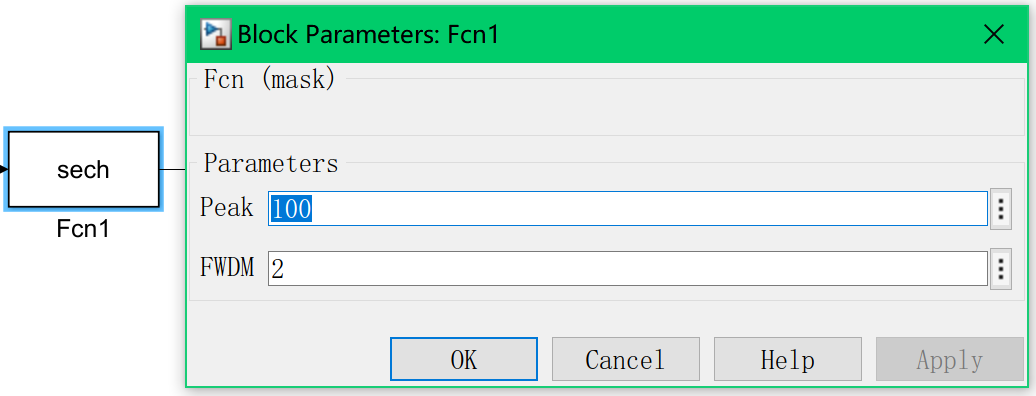 Block Parameters: Fcn1
Fcn (mask)
sech
Fcn1
Parameters
Peak 100
FWDM 2
OK Cancel Help Apply